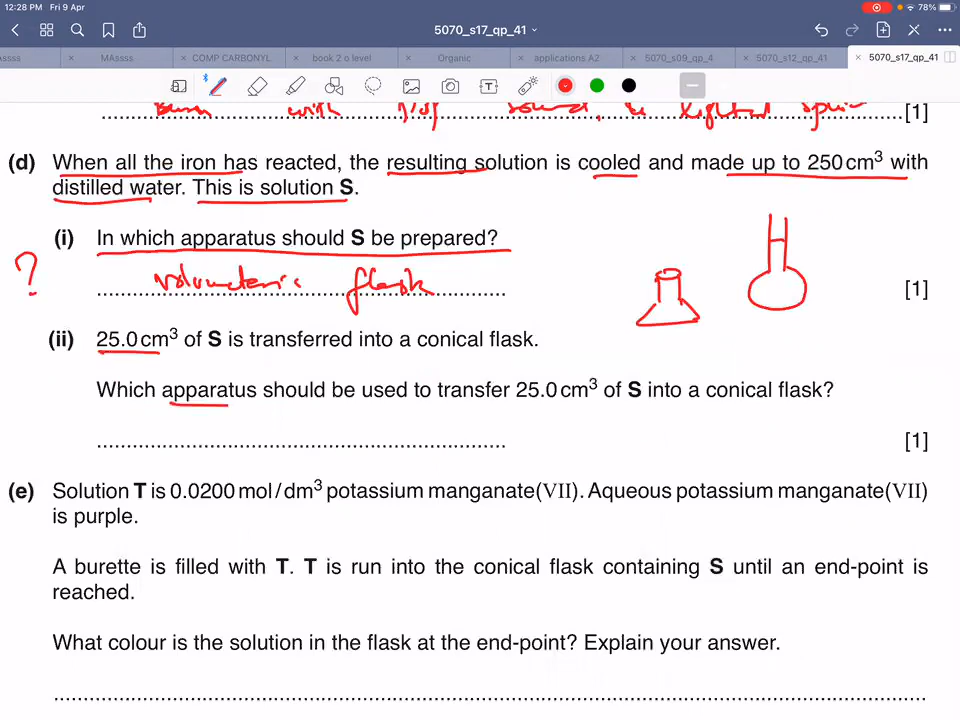 12:28 PM Fri 9 Apr
78%
5070_s17_qp_41
MAssss
COMP CARBONYL
book 2 o level
Organic
applications A2
5070_s09_qp_4
5070_s12_qp_41
5070_s17_qp_41
with sound, lighted [1]
(d) When all the iron has reacted, the resulting solution is cooled and made up to 250 cm³ with
distilled water. This is solution S.
(i) In which apparatus should S be prepared?
? flask [1]
(ii) 25.0 cm³ of S is transferred into a conical flask.
Which apparatus should be used to transfer 25.0 cm³ of S into a conical flask?
[1]
(e) Solution T is 0.0200 mol/dm³ potassium manganate(VII). Aqueous potassium manganate(VII)
is purple.
A burette is filled with T. T is run into the conical flask containing S until an end-point is
reached.
What colour is the solution in the flask at the end-point? Explain your answer.